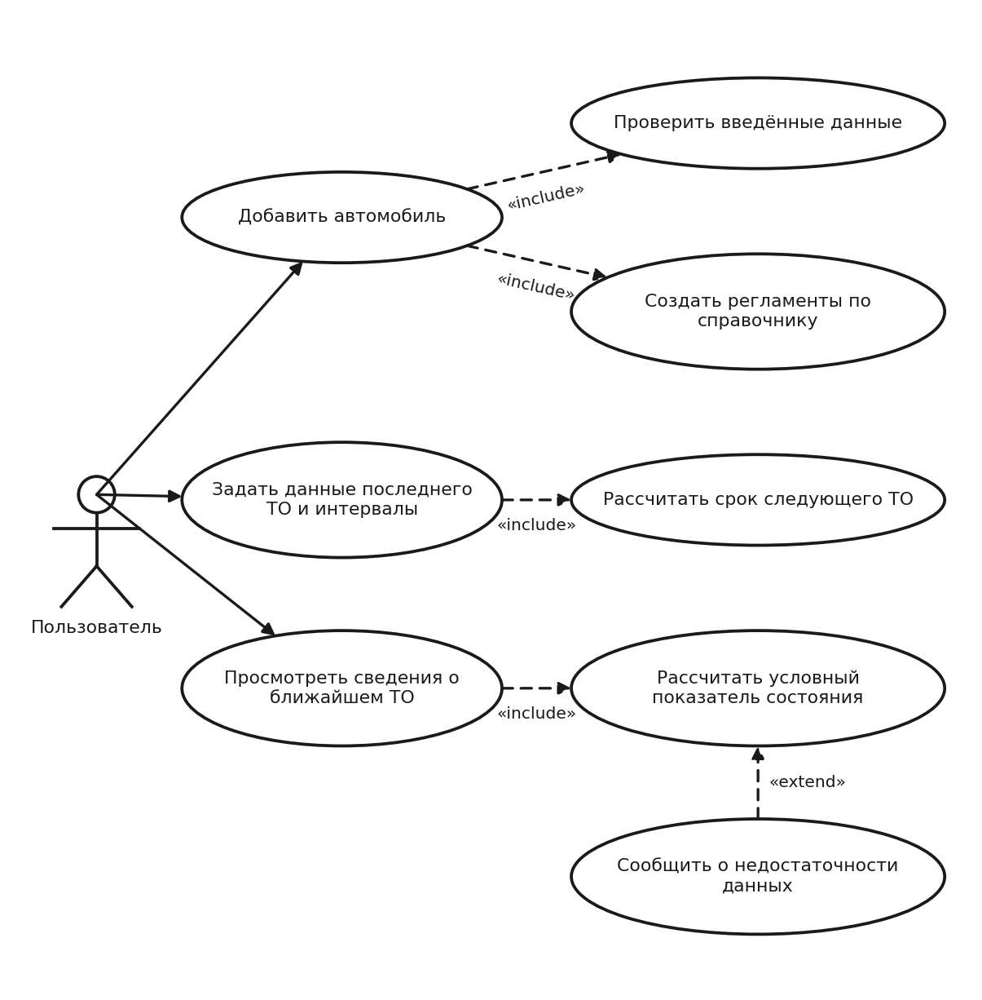 Проверить введённые данные
Добавить автомобиль
«include»
«include»
Создать регламенты по
справочнику
Задать данные последнего
ТО и интервалы
Рассчитать срок следующего ТО
«include»
Пользователь
Просмотреть сведения о
ближайшем ТО
Рассчитать условный
показатель состояния
«include»
«extend»
Сообщить о недостаточности
данных